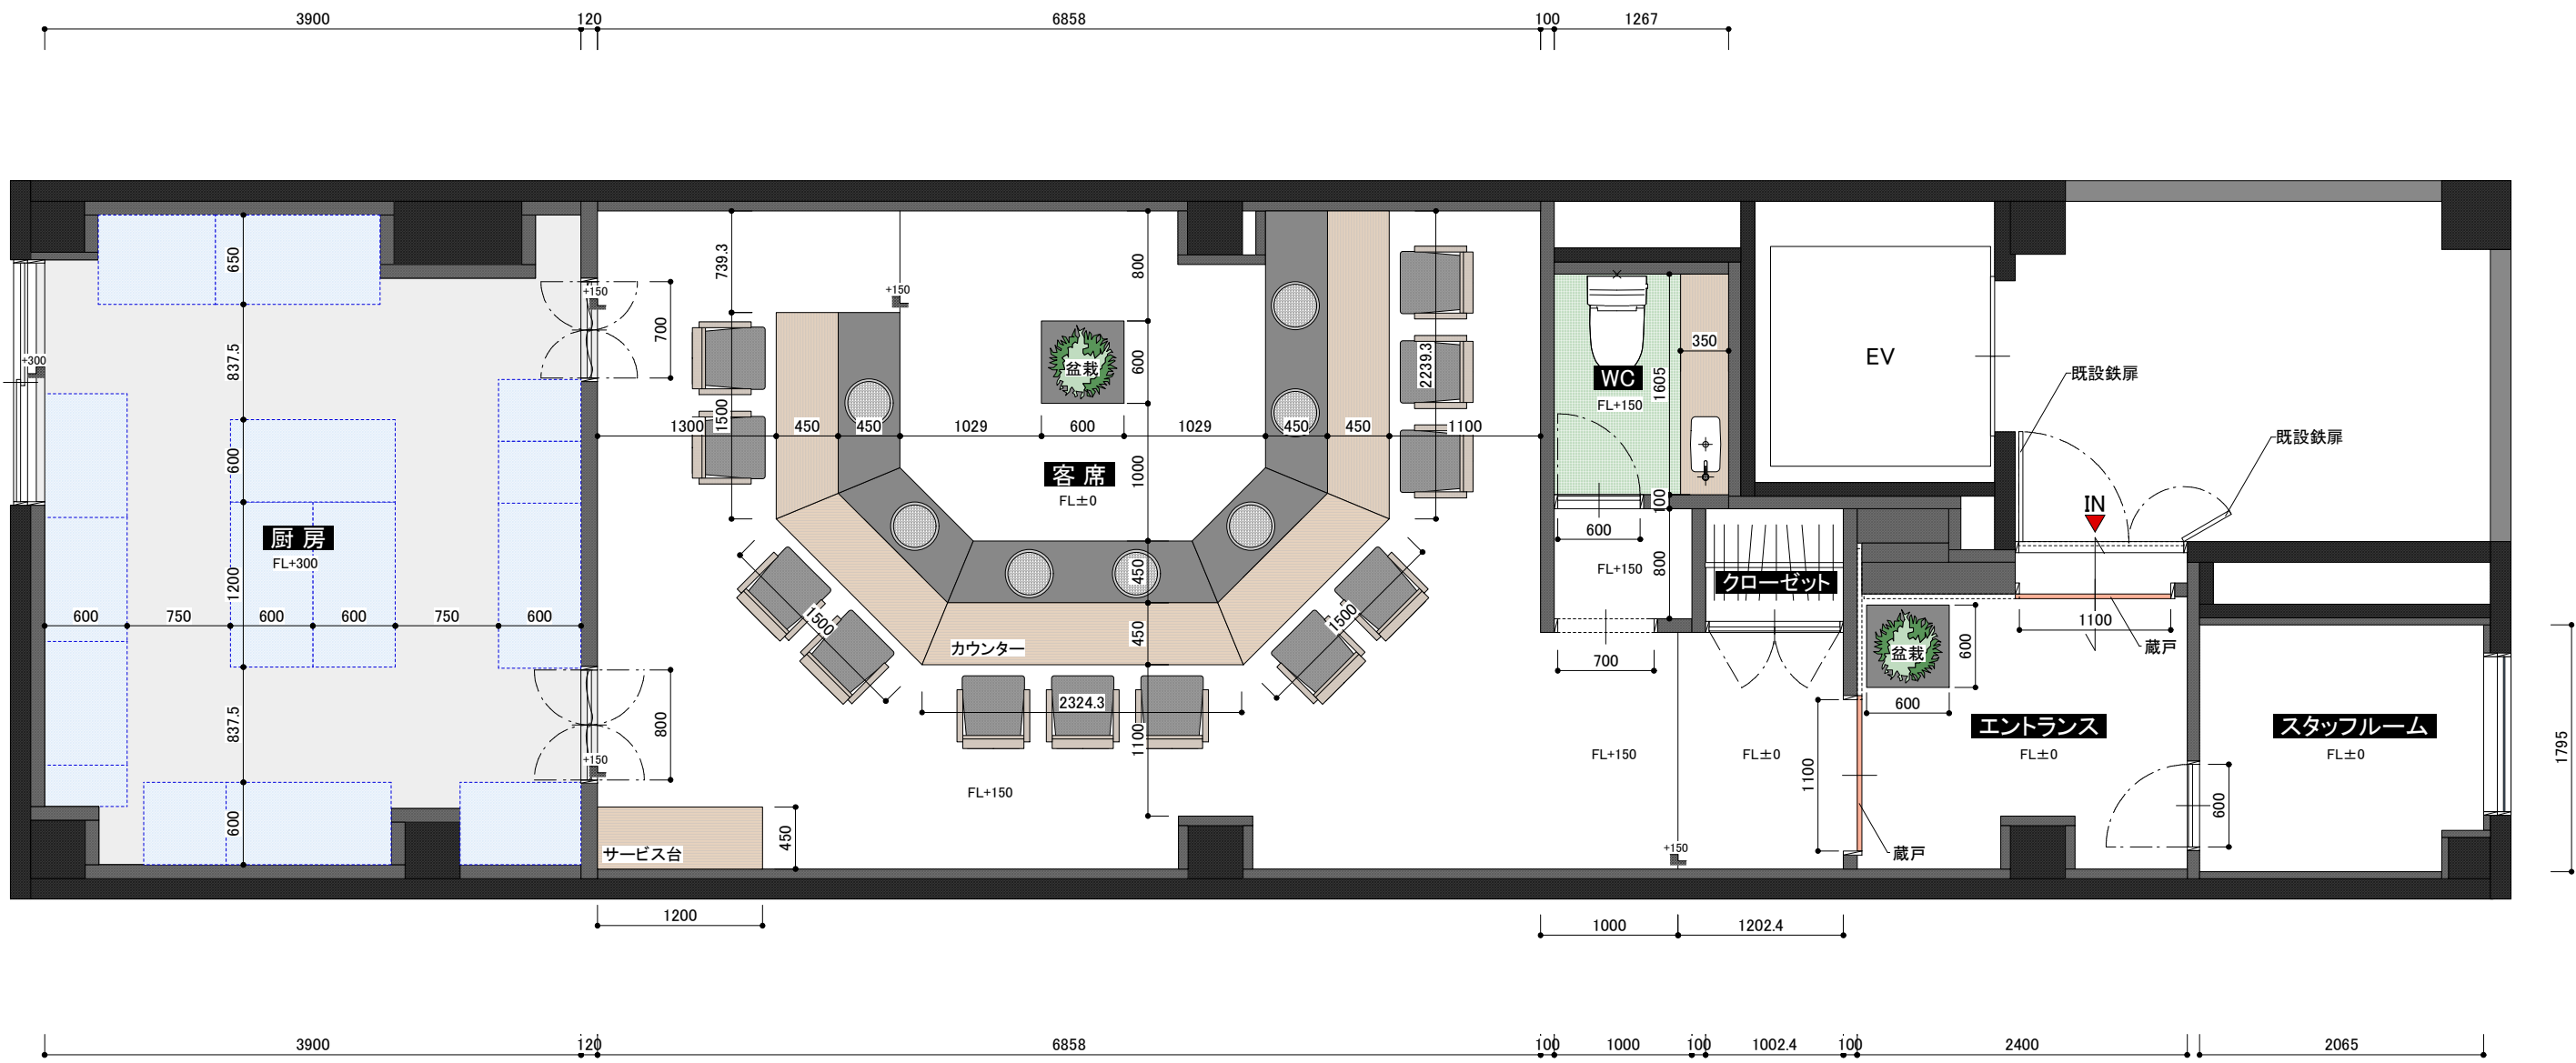 3900
120
6858
100
1267
650
837.5
600
1200
837.5
600
+300
厨 房
FL+300
600
750
600
600
750
600
+150
700
+150
800
739.3
1500
+150
1300
450
450
1029
600
1029
450
450
1100
800
600
1000
450
450
1100
盆栽
客 席
FL±0
2239.3
1500
1500
カウンター
2324.3
FL+150
サービス台
450
1200
WC
FL+150
350
1605
100
600
FL+150
800
700
クローゼット
FL+150
FL±0
+150
1100
蔵戸
EV
既設鉄扉
既設鉄扉
IN
1100
蔵戸
盆栽
600
600
エントランス
FL±0
600
スタッフルーム
FL±0
1795
1000
1202.4
3900
120
6858
100
1000
100
1002.4
100
2400
2065